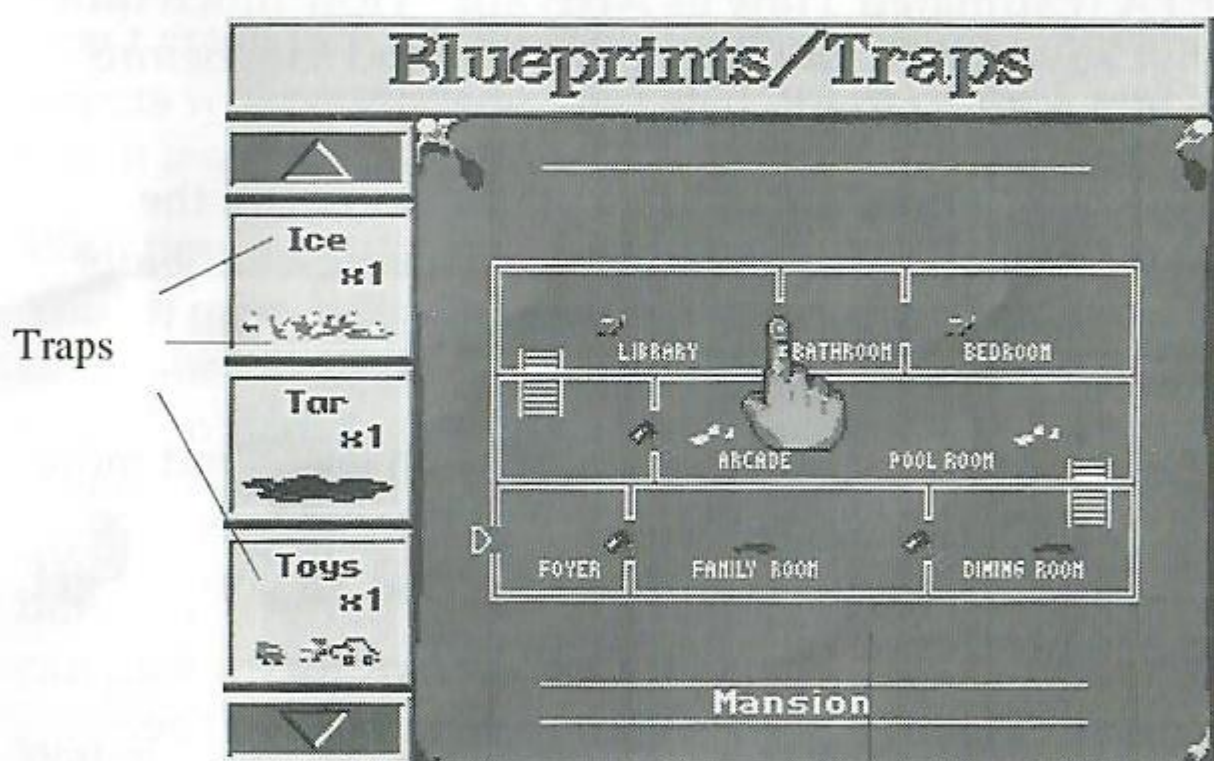 Blueprints/Traps
Ice
x1
Traps
Tar
x1
Toys
x1
LIBRARY BATHROOM BEDROOM
ARCADE POOL ROOM
FOYER FAMILY ROOM DINING ROOM
Mansion